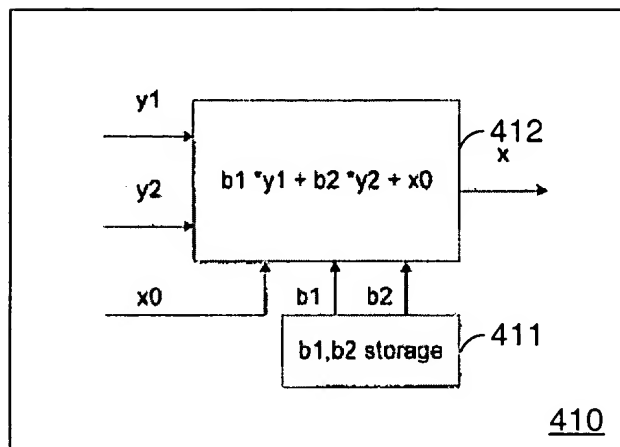 y1
412
x
b1 *y1 + b2 *y2 + x0
y2
x0
b1
b2
b1,b2 storage
411
410